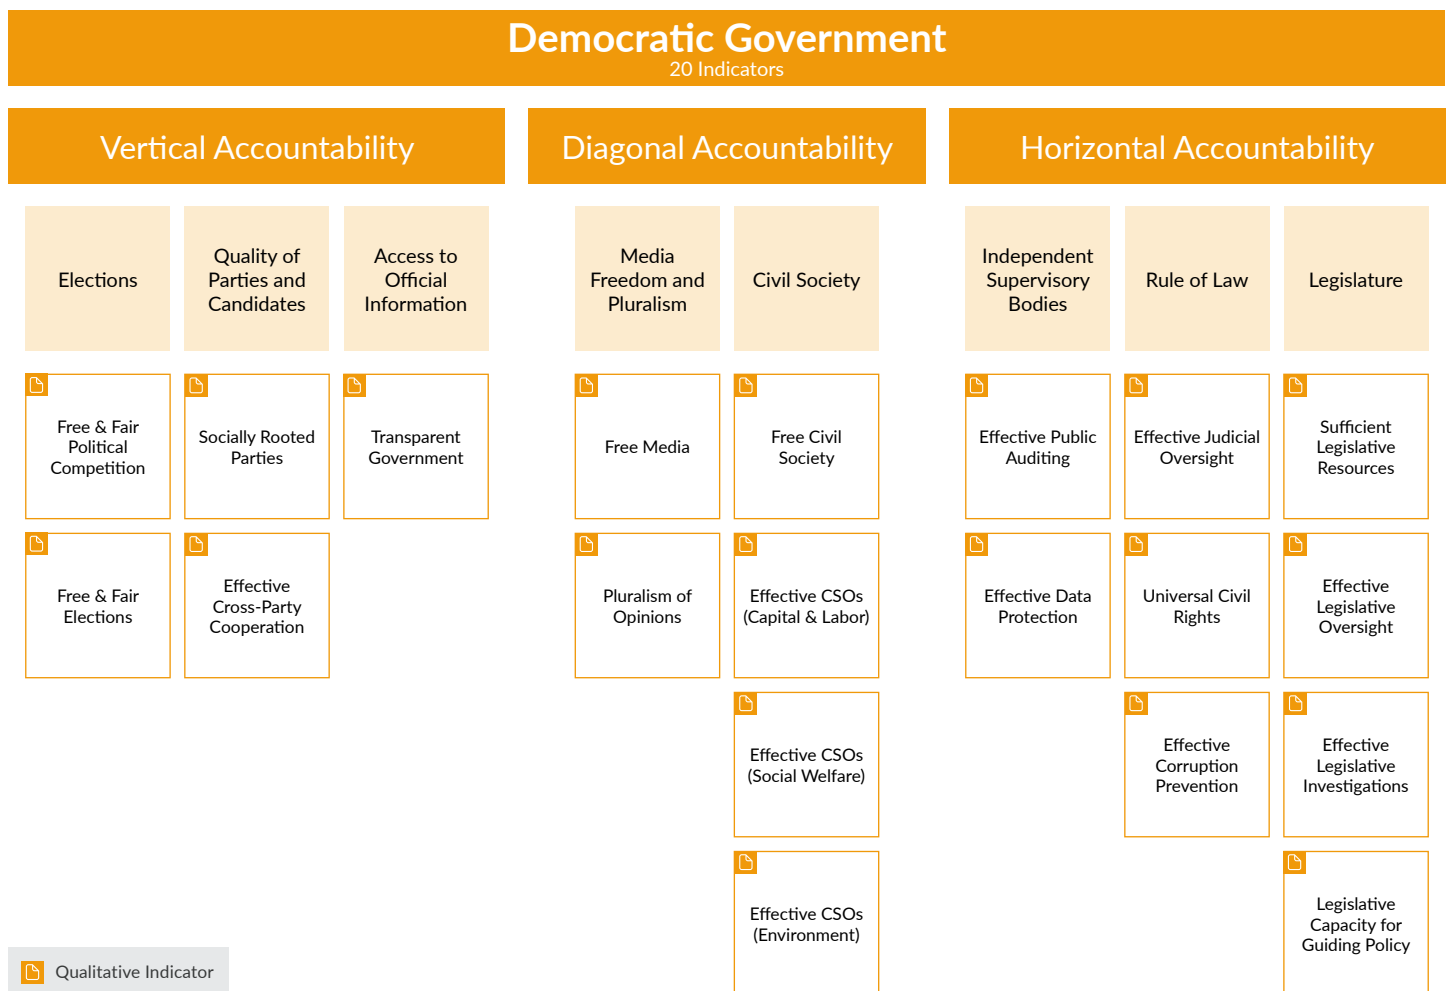 Democratic Government
20 Indicators
Vertical Accountability
Diagonal Accountability
Horizontal Accountability
Elections
Quality of
Parties and
Candidates
Access to
Official
Information
Media
Freedom and
Pluralism
Civil Society
Independent
Supervisory
Bodies
Rule of Law
Legislature
Free & Fair
Political
Competition
Socially Rooted
Parties
Transparent
Government
Free Media
Free Civil
Society
Effective Public
Auditing
Effective Judicial
Oversight
Sufficient
Legislative
Resources
Free & Fair
Elections
Effective
Cross-Party
Cooperation
Pluralism of
Opinions
Effective CSOs
(Capital & Labor)
Effective Data
Protection
Universal Civil
Rights
Effective
Legislative
Oversight
Effective CSOs
(Social Welfare)
Effective
Corruption
Prevention
Effective
Legislative
Investigations
Effective CSOs
(Environment)
Legislative
Capacity for
Guiding Policy
Qualitative Indicator